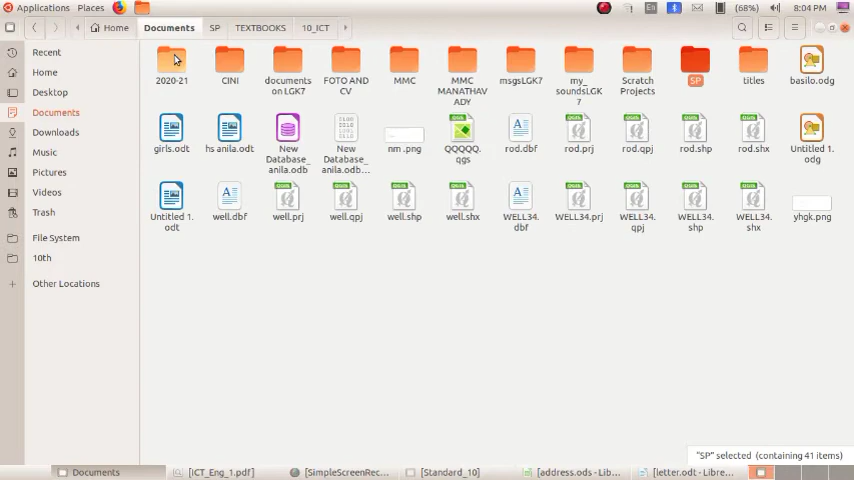 Applications Places En (68%) 8:04 PM
Home Documents SP TEXTBOOKS 10_ICT
Recent
Home
Desktop
Documents
Downloads
Music
Pictures
Videos
Trash
File System
10th
Other Locations
2020-21
CINI
documents
on LGK7
FOTO AND
CV
MMC
MMC
MANATHAV
ADY
msgsLGK7
my_
soundsLGK
7
Scratch
Projects
SP
titles
basilo.odg
girls.odt
hs anila.odt
New
Database_
anila.odb
New
Database_
anila.odb...
nm .png
QQQQQ.
qgs
rod.dbf
rod.prj
rod.qpj
rod.shp
rod.shx
Untitled 1.
odg
Untitled 1.
odt
well.dbf
well.prj
well.qpj
well.shp
well.shx
WELL34.
dbf
WELL34.prj
WELL34.
qpj
WELL34.
shp
WELL34.
shx
yhgk.png
"SP" selected (containing 41 items)
Documents [ICT_Eng_1.pdf] [SimpleScreenRec... [Standard_10] [address.ods - Lib... [letter.odt - Libre...